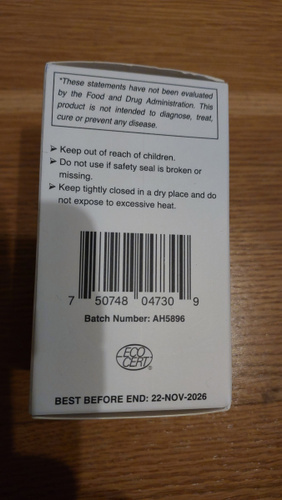 *These statements have not been evaluated
by the Food and Drug Administration. This
product is not intended to diagnose, treat,
cure or prevent any disease.
➤ Keep out of reach of children.
➤ Do not use if safety seal is broken or
missing.
➤ Keep tightly closed in a dry place and do
not expose to excessive heat.
7 50748 04730 9
Batch Number: AH5896
ECO
CERT®
BEST BEFORE END: 22-NOV-2026